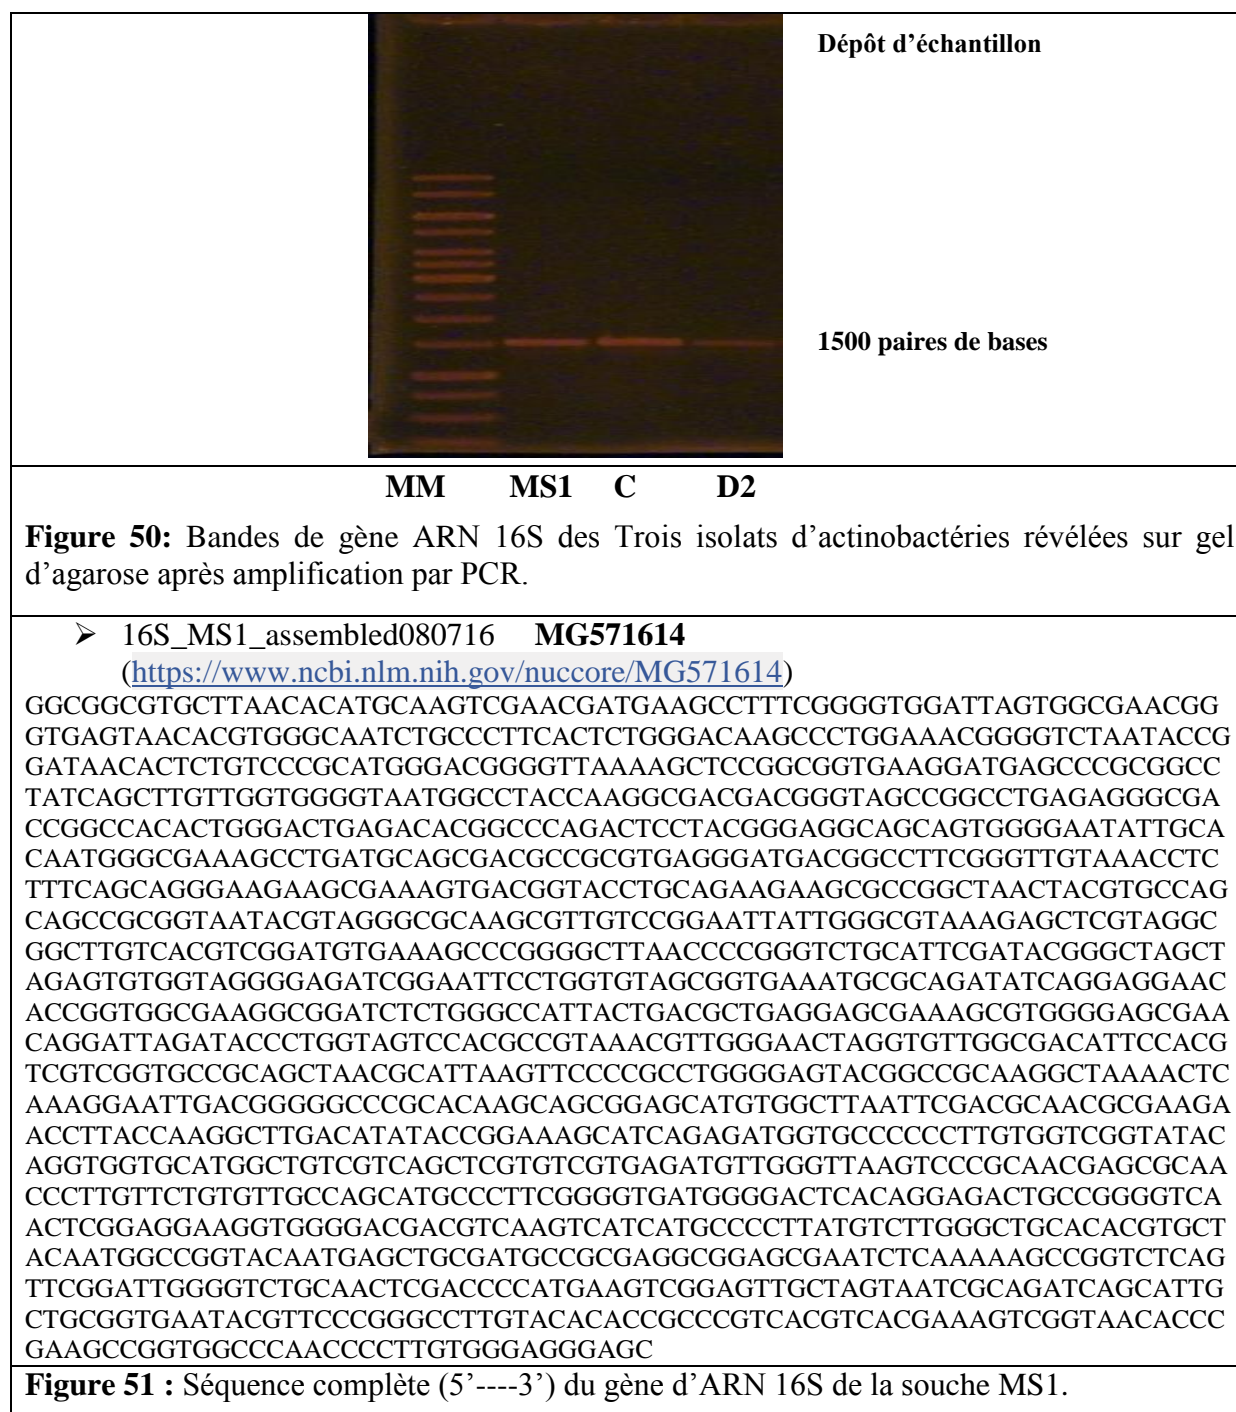 Dépôt d’échantillon
1500 paires de bases
MM MS1 C D2
Figure 50: Bandes de gène ARN 16S des Trois isolats d’actinobactéries révélées sur gel
d’agarose après amplification par PCR.
➢ 16S_MS1_assembled080716 MG571614
(https://www.ncbi.nlm.nih.gov/nuccore/MG571614)
GGCGGCGTGCTTAACACATGCAAGTCGAACGATGAAGCCTTTCGGGGTGGATTAGTGGCGAACGG
GTGAGTAACACGTGGGCAATCTGCCCTTCACTCTGGGACAAGCCCTGGAAACGGGGTCTAATACCG
GATAACACTCTGTCCCGCATGGGACGGGGTTAAAAGCTCCGGCGGTGAAGGATGAGCCCGCGGCC
TATCAGCTTGTTGGTGGGGTAATGGCCTACCAAGGCGACGACGGGTAGCCGGCCTGAGAGGGCGA
CCGGCCACACTGGGACTGAGACACGGCCCAGACTCCTACGGGAGGCAGCAGTGGGGAATATTGCA
CAATGGGCGAAAGCCTGATGCAGCGACGCCGCGTGAGGGATGACGGCCTTCGGGTTGTAAACCTC
TTTCAGCAGGGAAGAAGCGAAAGTGACGGTACCTGCAGAAGAAGCGCCGGCTAACTACGTGCCAG
CAGCCGCGGTAATACGTAGGGCGCAAGCGTTGTCCGGAATTATTGGGCGTAAAGAGCTCGTAGGC
GGCTTGTCACGTCGGATGTGAAAGCCCGGGGCTTAACCCCGGGTCTGCATTCGATACGGGCTAGCT
AGAGTGTGGTAGGGGAGATCGGAATTCCTGGTGTAGCGGTGAAATGCGCAGATATCAGGAGGAAC
ACCGGTGGCGAAGGCGGATCTCTGGGCCATTACTGACGCTGAGGAGCGAAAGCGTGGGGAGCGAA
CAGGATTAGATACCCTGGTAGTCCACGCCGTAAACGTTGGGAACTAGGTGTTGGCGACATTCCACG
TCGTCGGTGCCGCAGCTAACGCATTAAGTTCCCCGCCTGGGGAGTACGGCCGCAAGGCTAAAACTC
AAAGGAATTGACGGGGGCCCGCACAAGCAGCGGAGCATGTGGCTTAATTCGACGCAACGCGAAGA
ACCTTACCAAGGCTTGACATATACCGGAAAGCATCAGAGATGGTGCCCCCCTTGTGGTCGGTATAC
AGGTGGTGCATGGCTGTCGTCAGCTCGTGTCGTGAGATGTTGGGTTAAGTCCCGCAACGAGCGCAA
CCCTTGTTCTGTGTTGCCAGCATGCCCTTCGGGGTGATGGGGACTCACAGGAGACTGCCGGGGTCA
ACTCGGAGGAAGGTGGGGACGACGTCAAGTCATCATGCCCCTTATGTCTTGGGCTGCACACGTGCT
ACAATGGCCGGTACAATGAGCTGCGATGCCGCGAGGCGGAGCGAATCTCAAAAAGCCGGTCTCAG
TTCGGATTGGGGTCTGCAACTCGACCCCATGAAGTCGGAGTTGCTAGTAATCGCAGATCAGCATTG
CTGCGGTGAATACGTTCCCGGGCCTTGTACACACCGCCCGTCACGTCACGAAAGTCGGTAACACCC
GAAGCCGGTGGCCCAACCCCTTGTGGGAGGGAGC
Figure 51 : Séquence complète (5’----3’) du gène d’ARN 16S de la souche MS1.